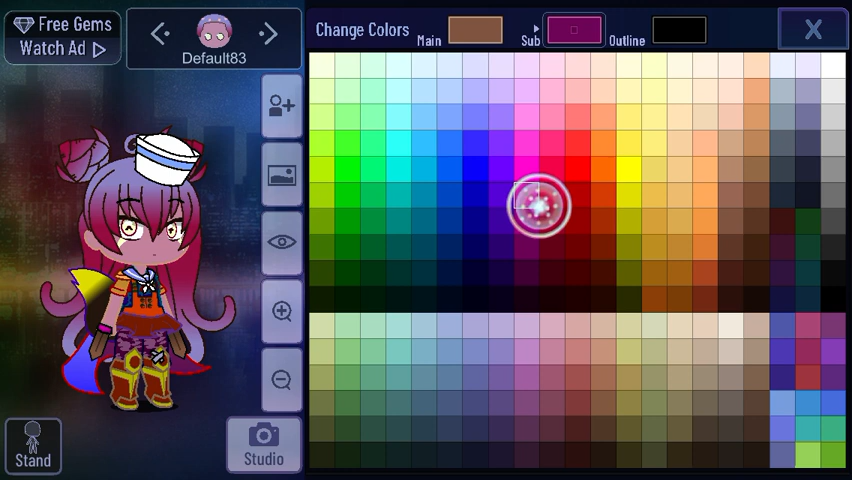 Free Gems
Watch Ad
Default83
Change Colors
Main
Sub
Outline
X
Stand
Studio